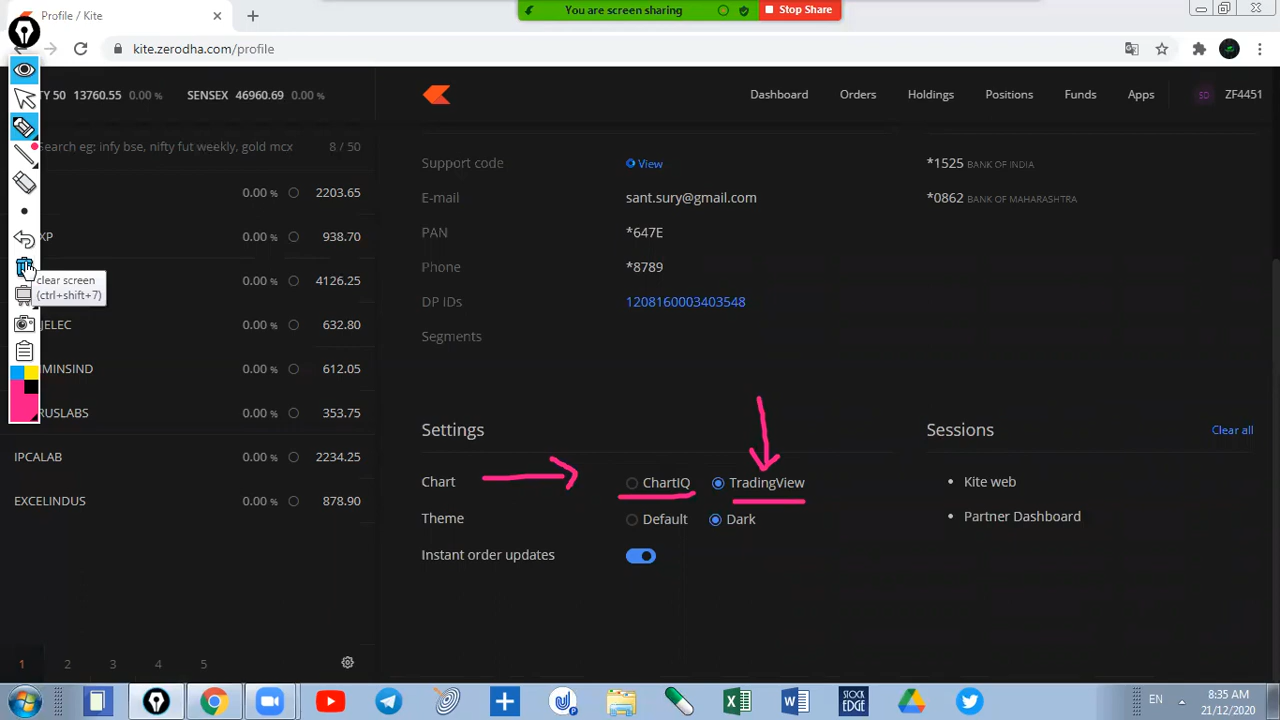 Profile / Kite
You are screen sharing
Stop Share
kite.zerodha.com/profile
TY 50 13760.55 0.00 %
SENSEX 46960.69 0.00 %
Dashboard
Orders
Holdings
Positions
Funds
Apps
SD
ZF4451
Search eg: infy bse, nifty fut weekly, gold mcx
8 / 50
0.00 % 2203.65
XP 0.00 % 938.70
0.00 % 4126.25
JELEC 0.00 % 632.80
MINSIND 0.00 % 612.05
RUSLABS 0.00 % 353.75
IPCALAB 0.00 % 2234.25
EXCELINDUS 0.00 % 878.90
1 2 3 4 5
clear screen
(ctrl+shift+7)
Support code View
E-mail sant.sury@gmail.com
PAN *647E
Phone *8789
DP IDs 1208160003403548
Segments
*1525 BANK OF INDIA
*0862 BANK OF MAHARASHTRA
Settings
Chart ChartIQ TradingView
Theme Default Dark
Instant order updates
Sessions
Clear all
Kite web
Partner Dashboard
STOCK
EDGE
EN
8:35 AM
21/12/2020